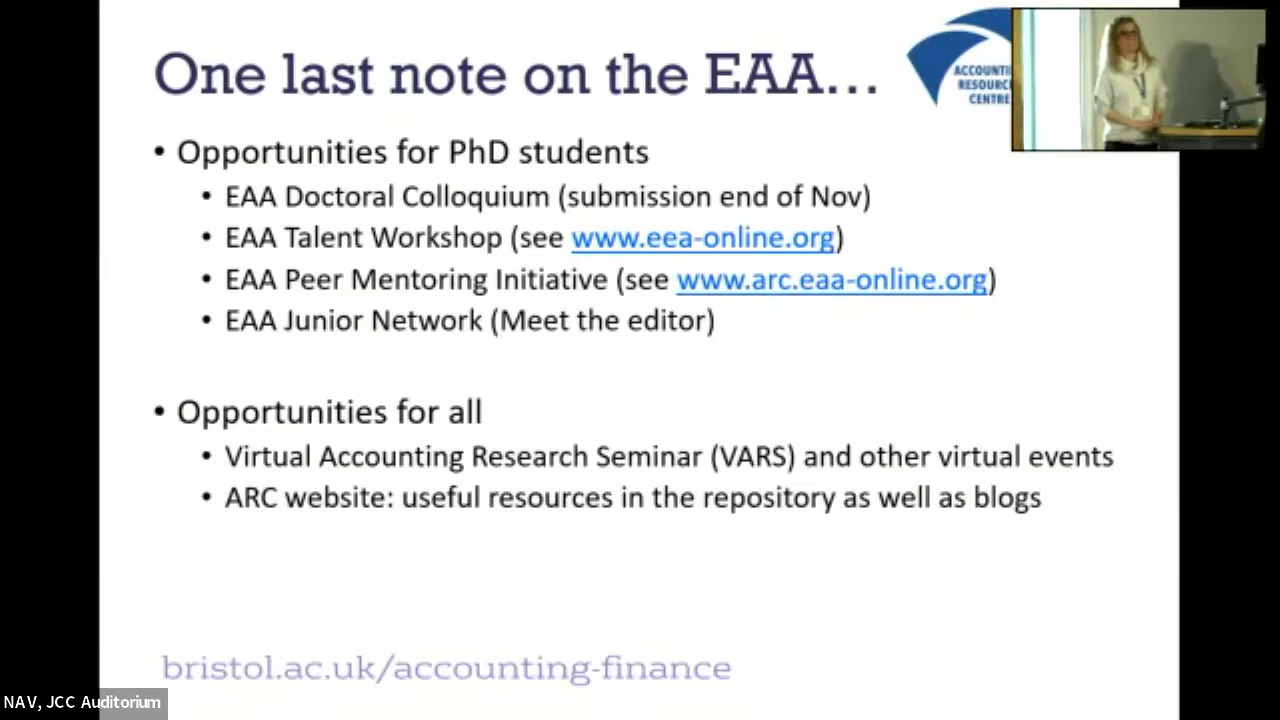 One last note on the EAA...
ACCOUNTI
RESOURC
CENTRE
• Opportunities for PhD students
• EAA Doctoral Colloquium (submission end of Nov)
• EAA Talent Workshop (see www.eea-online.org)
• EAA Peer Mentoring Initiative (see www.arc.eaa-online.org)
• EAA Junior Network (Meet the editor)
• Opportunities for all
• Virtual Accounting Research Seminar (VARS) and other virtual events
• ARC website: useful resources in the repository as well as blogs
bristol.ac.uk/accounting-finance
NAV, JCC Auditorium